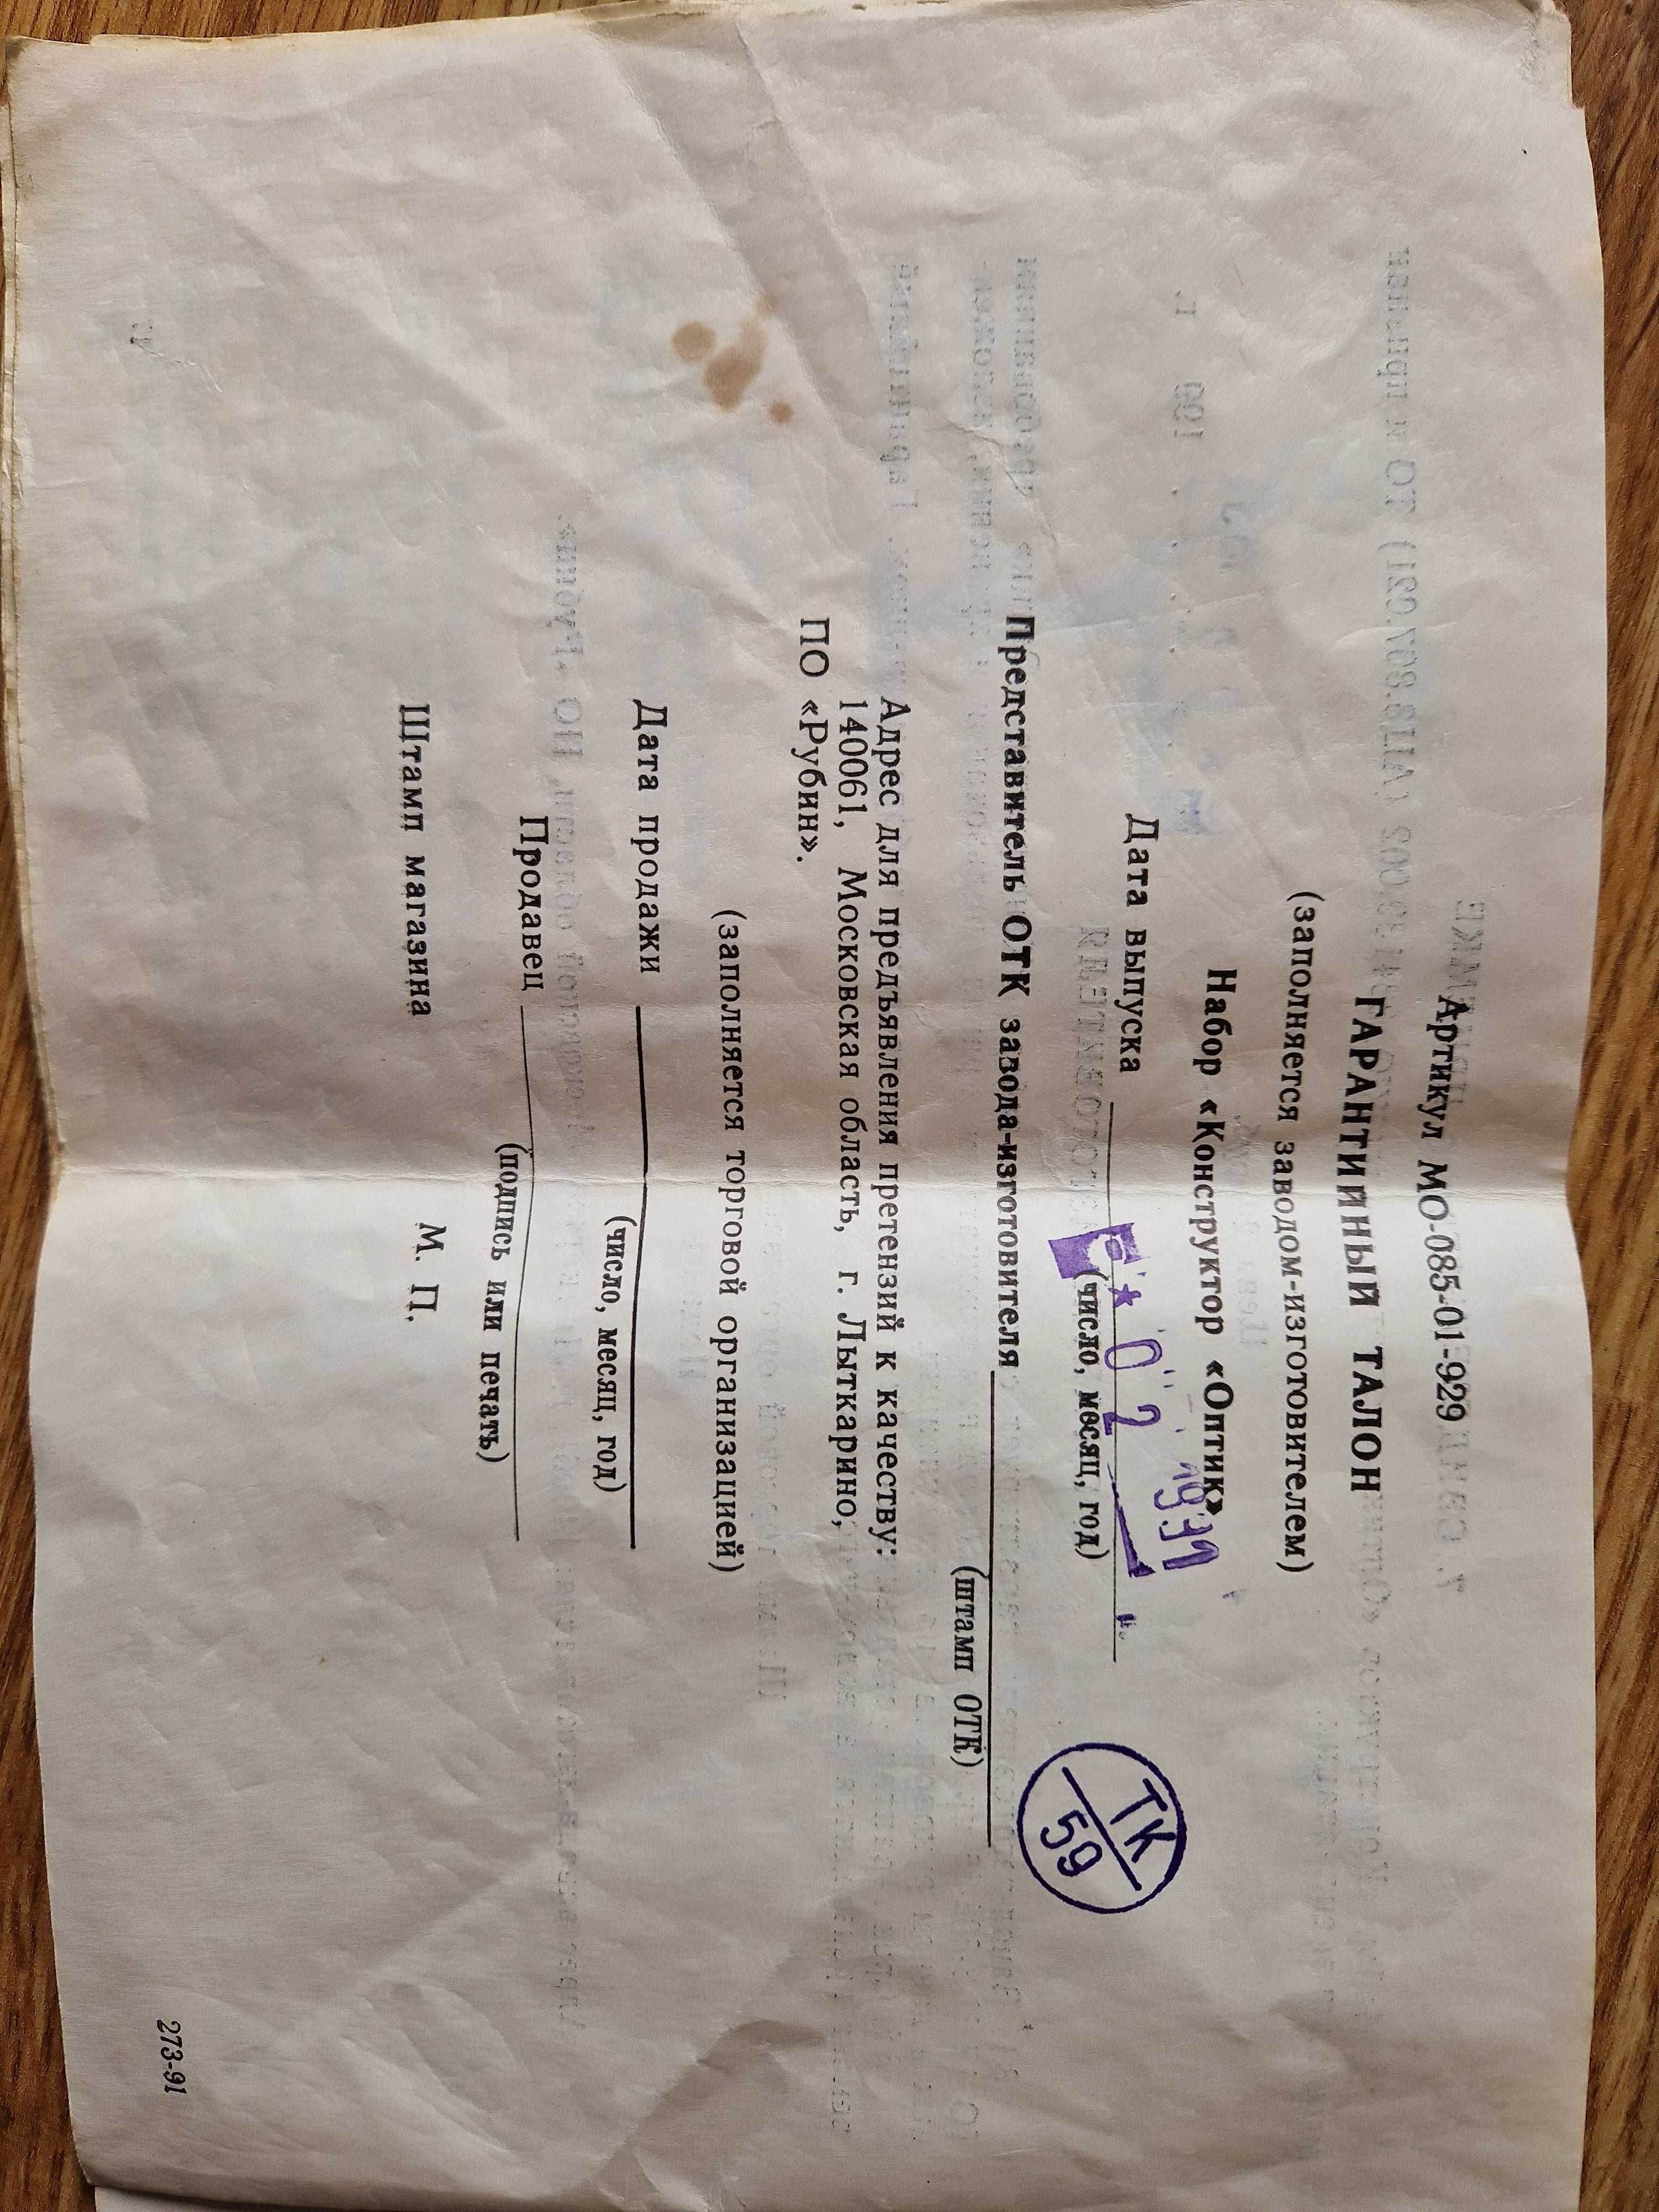 Артикул МО-085-01-929
ГАРАНТИЙНЫЙ ТАЛОН
(заполняется заводом-изготовителем)
Набор «Конструктор «Оптик»
Дата выпуска 02 1991
(число, месяц, год)
ТК
59
Представитель ОТК завода-изготовителя
(штамп ОТК)
Адрес для предъявления претензий к качеству:
140061, Московская область, г. Лыткарино,
ПО «Рубин».
(заполняется торговой организацией)
Дата продажи
(число, месяц, год)
Продавец
(подпись или печать)
Штамп магазина М. П.
273-91